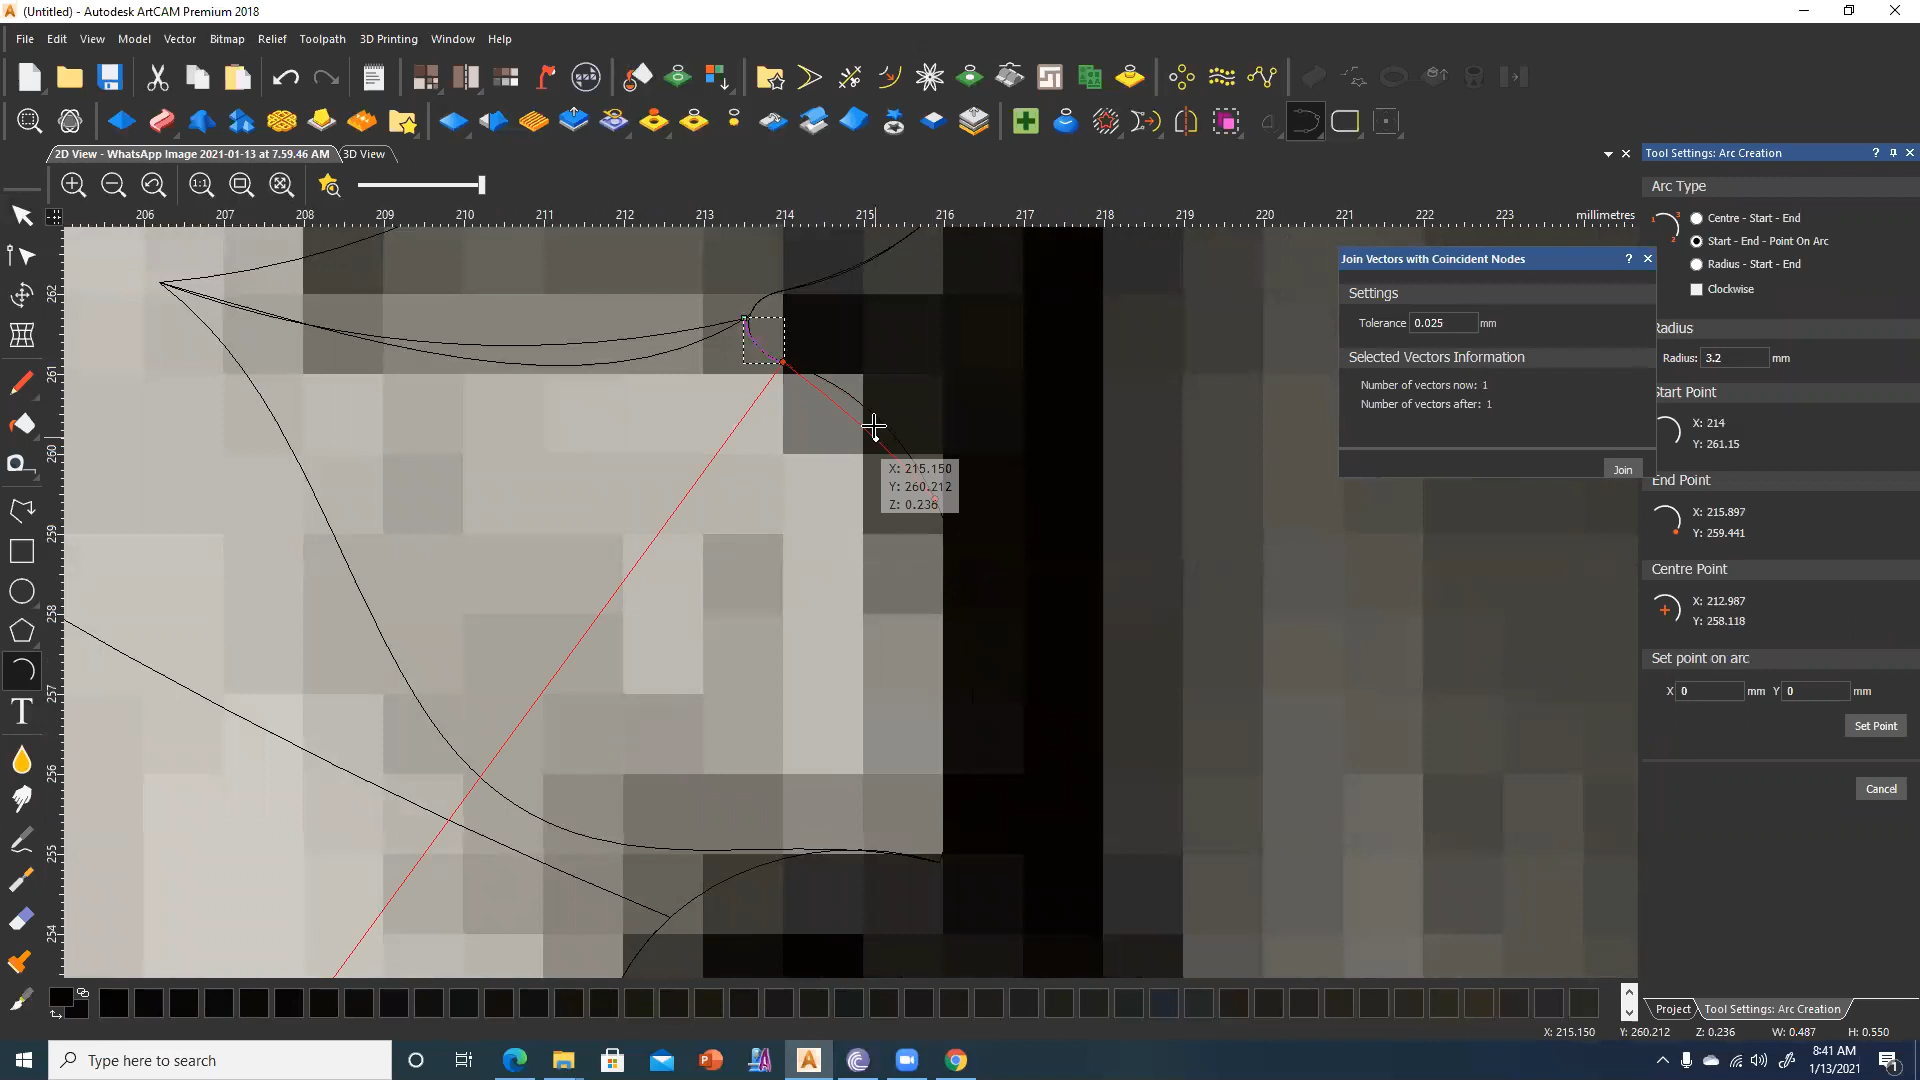 (Untitled) - Autodesk ArtCAM Premium 2018
File Edit View Model Vector Bitmap Relief Toolpath 3D Printing Window Help
2D View - WhatsApp Image 2021-01-13 at 7.59.46 AM 3D View
Tool Settings: Arc Creation
1:1
206 207 208 209 210 211 212 213 214 215 216 217 218 219 220 221 222 223 millimetres
262
261
260
259
258
257
256
255
254
Join Vectors with Coincident Nodes
Settings
Tolerance 0.025 mm
Selected Vectors Information
Number of vectors now: 1
Number of vectors after: 1
Join
X: 215.150
Y: 260.212
Z: 0.236
Arc Type
Centre - Start - End
Start - End - Point On Arc
Radius - Start - End
Clockwise
Radius
Radius: 3.2 mm
Start Point
X: 214
Y: 261.15
End Point
X: 215.897
Y: 259.441
Centre Point
X: 212.987
Y: 258.118
Set point on arc
X 0 mm Y 0 mm
Set Point
Cancel
Project Tool Settings: Arc Creation
X: 215.150 Y: 260.212 Z: 0.236 W: 0.487 H: 0.550
Type here to search
8:41 AM
1/13/2021